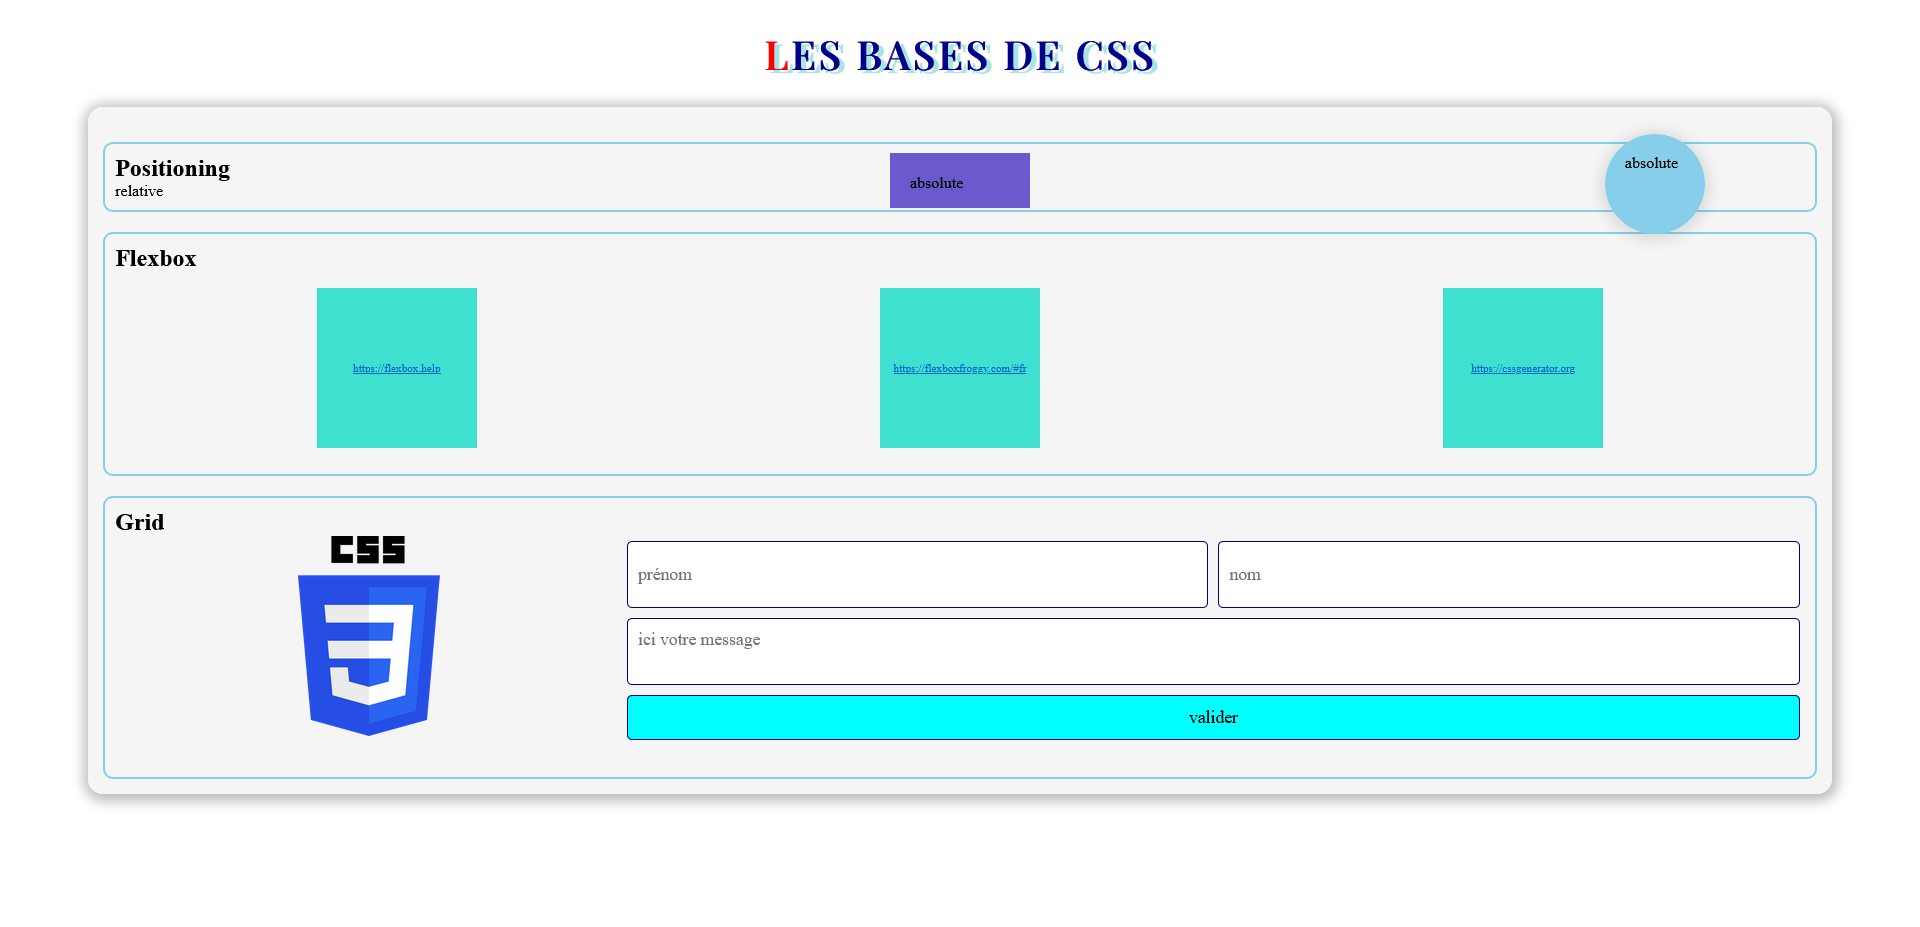 LES BASES DE CSS
Positioning
relative
absolute
absolute
Flexbox
https://flexbox.help
https://flexboxfroggy.com/#fr
https://cssgenerator.org
Grid
CSS
prénom
nom
ici votre message
valider